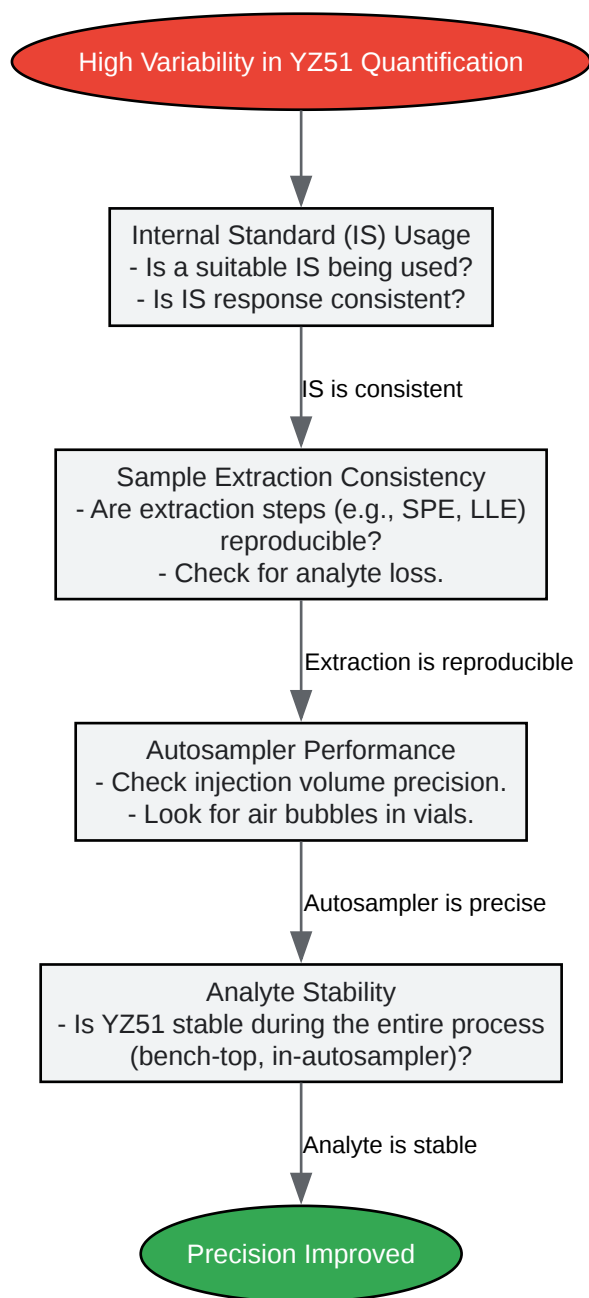 High Variability in YZ51 Quantification
Internal Standard (IS) Usage
- Is a suitable IS being used?
- Is IS response consistent?
IS is consistent
Sample Extraction Consistency
- Are extraction steps (e.g., SPE, LLE)
reproducible?
- Check for analyte loss.
Extraction is reproducible
Autosampler Performance
- Check injection volume precision.
- Look for air bubbles in vials.
Autosampler is precise
Analyte Stability
- Is YZ51 stable during the entire process
(bench-top, in-autosampler)?
Analyte is stable
Precision Improved